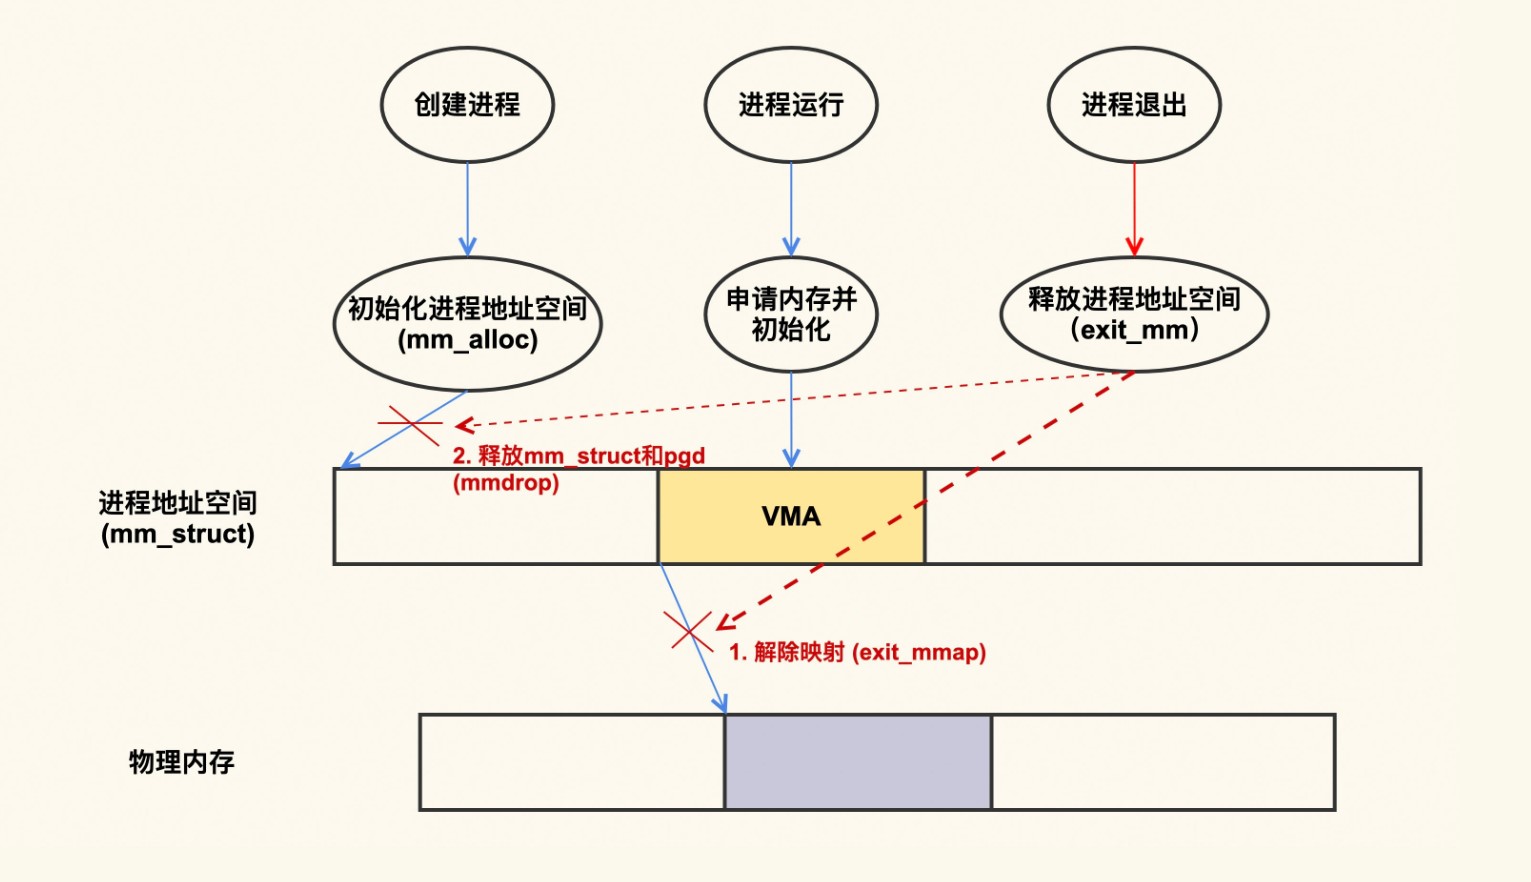 创建进程
进程运行
进程退出
初始化进程地址空间
(mm_alloc)
申请内存并
初始化
释放进程地址空间
（exit_mm）
2. 释放mm_struct和pgd
(mmdrop)
进程地址空间
(mm_struct)
VMA
1. 解除映射 (exit_mmap)
物理内存